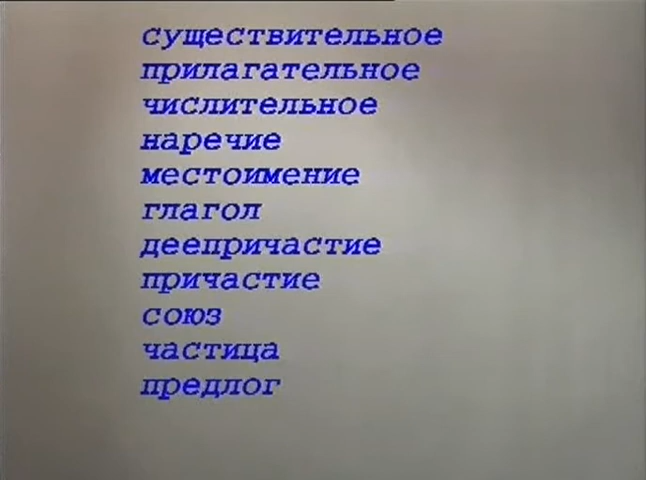 существительное
прилагательное
числительное
наречие
местоимение
глагол
деепричастие
причастие
союз
частица
предлог